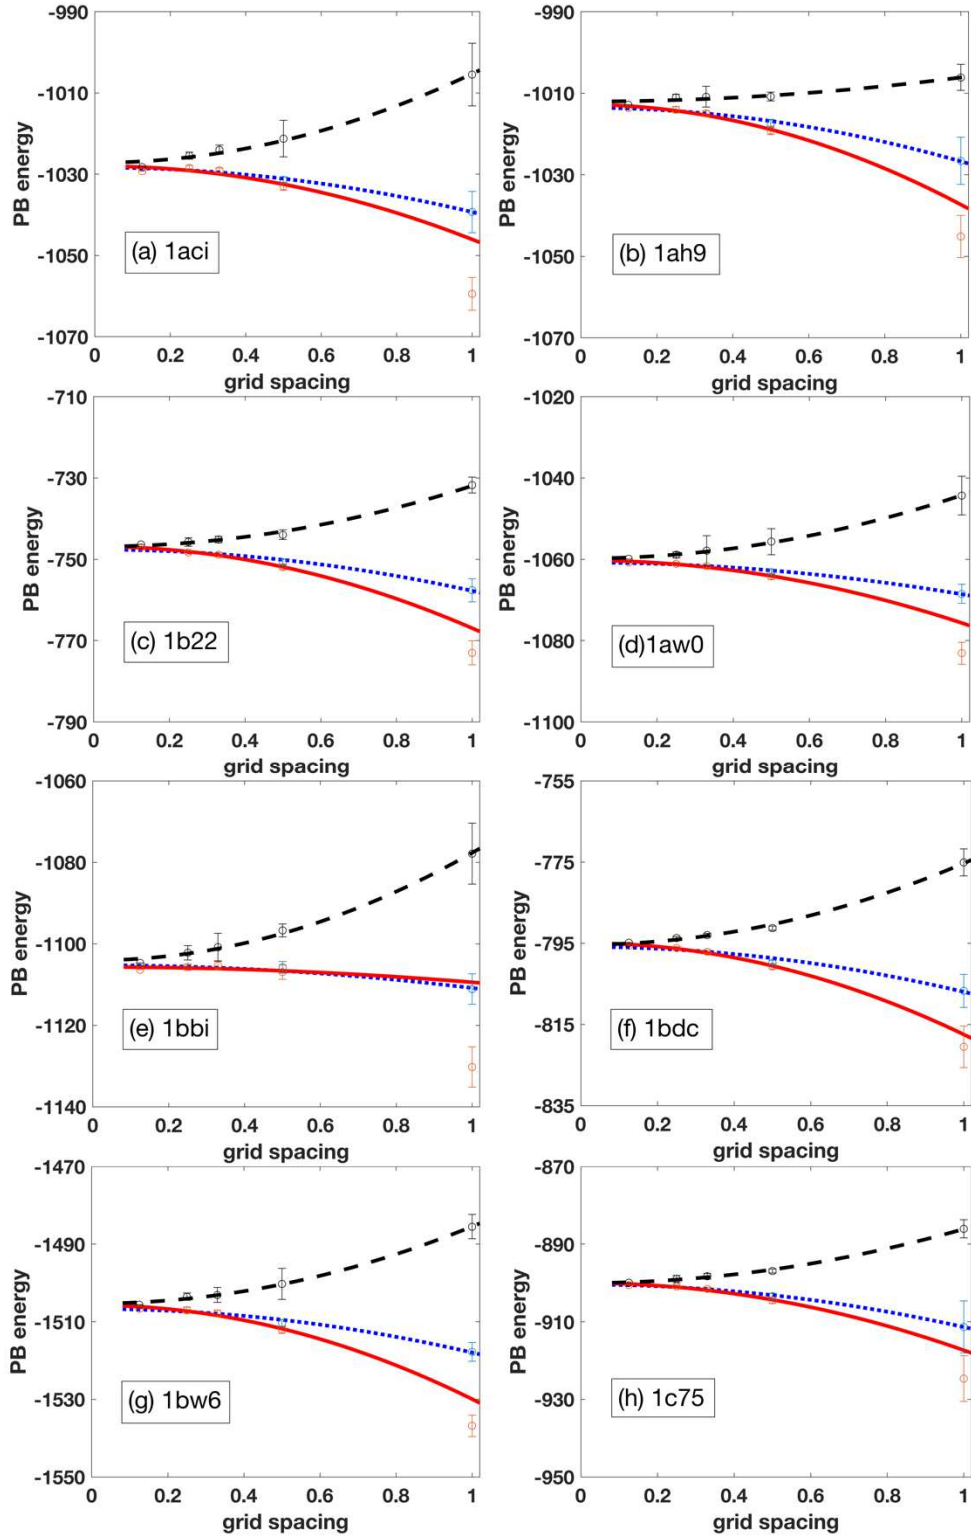 -990
-1010
-1030
-1050
-1070
PB energy
(a) 1aci
0 0.2 0.4 0.6 0.8 1
grid spacing
-990
-1010
-1030
-1050
-1070
PB energy
(b) 1ah9
0 0.2 0.4 0.6 0.8 1
grid spacing
-710
-730
-750
-770
-790
PB energy
(c) 1b22
0 0.2 0.4 0.6 0.8 1
grid spacing
-1020
-1040
-1060
-1080
-1100
PB energy
(d)1aw0
0 0.2 0.4 0.6 0.8 1
grid spacing
-1060
-1080
-1100
-1120
-1140
PB energy
(e) 1bbi
0 0.2 0.4 0.6 0.8 1
grid spacing
-755
-775
-795
-815
-835
PB energy
(f) 1bdc
0 0.2 0.4 0.6 0.8 1
grid spacing
-1470
-1490
-1510
-1530
-1550
PB energy
(g) 1bw6
0 0.2 0.4 0.6 0.8 1
grid spacing
-870
-890
-910
-930
-950
PB energy
(h) 1c75
0 0.2 0.4 0.6 0.8 1
grid spacing